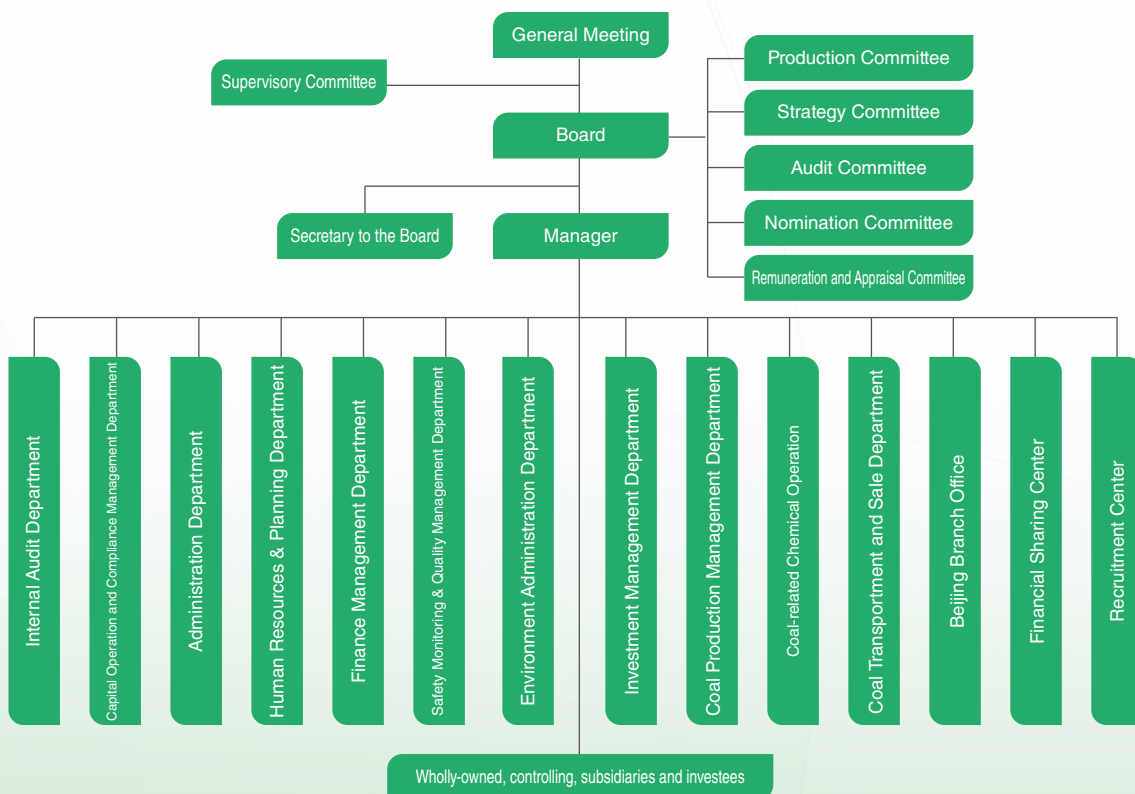 General Meeting
Supervisory Committee
Board
Production Committee
Strategy Committee
Audit Committee
Nomination Committee
Remuneration and Appraisal Committee
Secretary to the Board
Manager
Internal Audit Department
Capital Operation and Compliance Management Department
Administration Department
Human Resources & Planning Department
Finance Management Department
Safety Monitoring & Quality Management Department
Environment Administration Department
Investment Management Department
Coal Production Management Department
Coal-related Chemical Operation
Coal Transportment and Sale Department
Beijing Branch Office
Financial Sharing Center
Recruitment Center
Wholly-owned, controlling, subsidiaries and investees